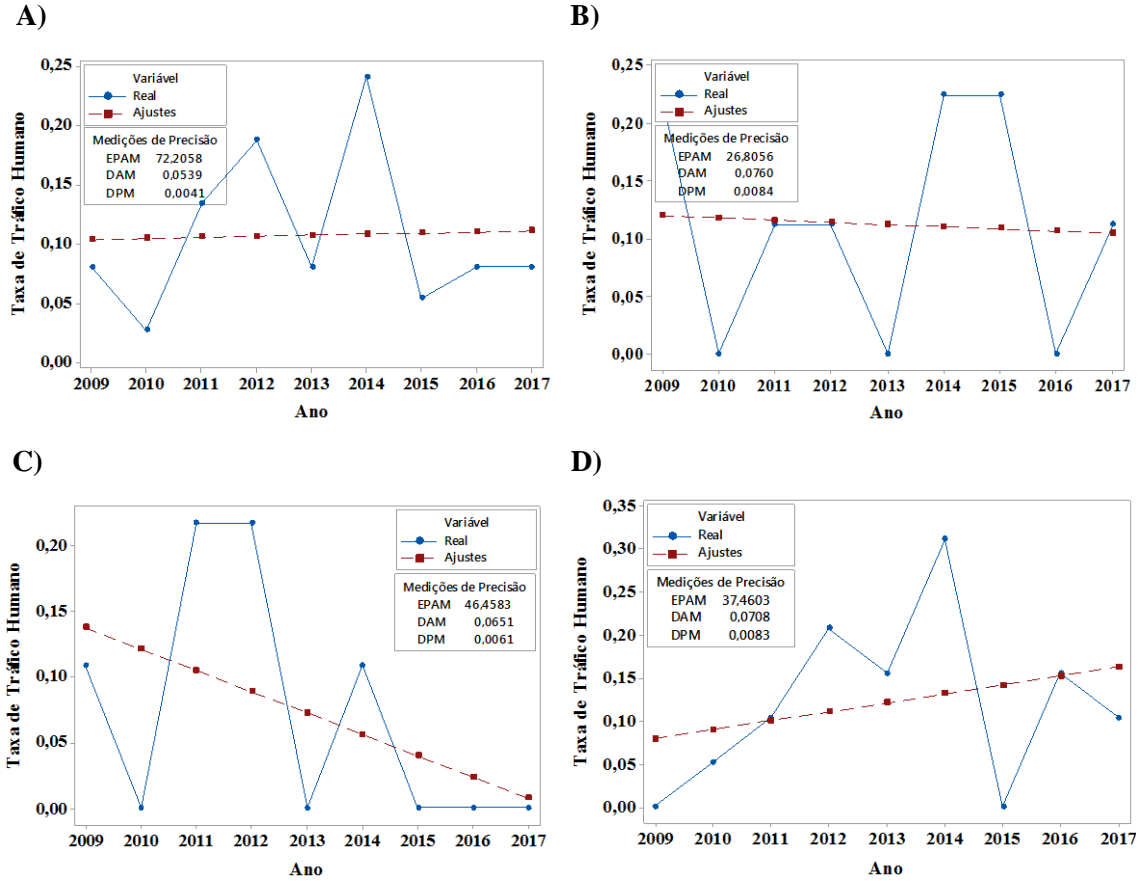 A)
Taxa de Tráfico Humano
0,25
0,20
0,15
0,10
0,05
0,00
Variável
Real
Ajustes
Medições de Precisão
EPAM 72,2058
DAM 0,0539
DPM 0,0041
2009 2010 2011 2012 2013 2014 2015 2016 2017
Ano
B)
Taxa de Tráfico Humano
0,25
0,20
0,15
0,10
0,05
0,00
Variável
Real
Ajustes
Medições de Precisão
EPAM 26,8056
DAM 0,0760
DPM 0,0084
2009 2010 2011 2012 2013 2014 2015 2016 2017
Ano
C)
Taxa de Tráfico Humano
0,20
0,15
0,10
0,05
0,00
Variável
Real
Ajustes
Medições de Precisão
EPAM 46,4583
DAM 0,0651
DPM 0,0061
2009 2010 2011 2012 2013 2014 2015 2016 2017
Ano
D)
Taxa de Tráfico Humano
0,35
0,30
0,25
0,20
0,15
0,10
0,05
0,00
Variável
Real
Ajustes
Medições de Precisão
EPAM 37,4603
DAM 0,0708
DPM 0,0083
2009 2010 2011 2012 2013 2014 2015 2016 2017
Ano